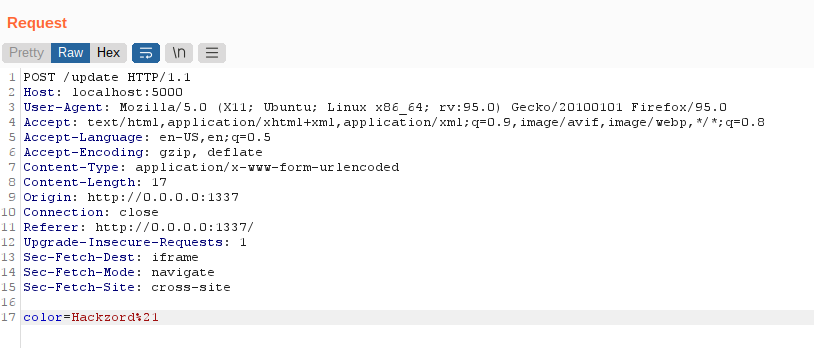 Request
Pretty Raw Hex \n
1 POST /update HTTP/1.1
2 Host: localhost:5000
3 User-Agent: Mozilla/5.0 (X11; Ubuntu; Linux x86_64; rv:95.0) Gecko/20100101 Firefox/95.0
4 Accept: text/html,application/xhtml+xml,application/xml;q=0.9,image/avif,image/webp,*/*;q=0.8
5 Accept-Language: en-US,en;q=0.5
6 Accept-Encoding: gzip, deflate
7 Content-Type: application/x-www-form-urlencoded
8 Content-Length: 17
9 Origin: http://0.0.0.0:1337
10 Connection: close
11 Referer: http://0.0.0.0:1337/
12 Upgrade-Insecure-Requests: 1
13 Sec-Fetch-Dest: iframe
14 Sec-Fetch-Mode: navigate
15 Sec-Fetch-Site: cross-site
16
17 color=Hackzord%21